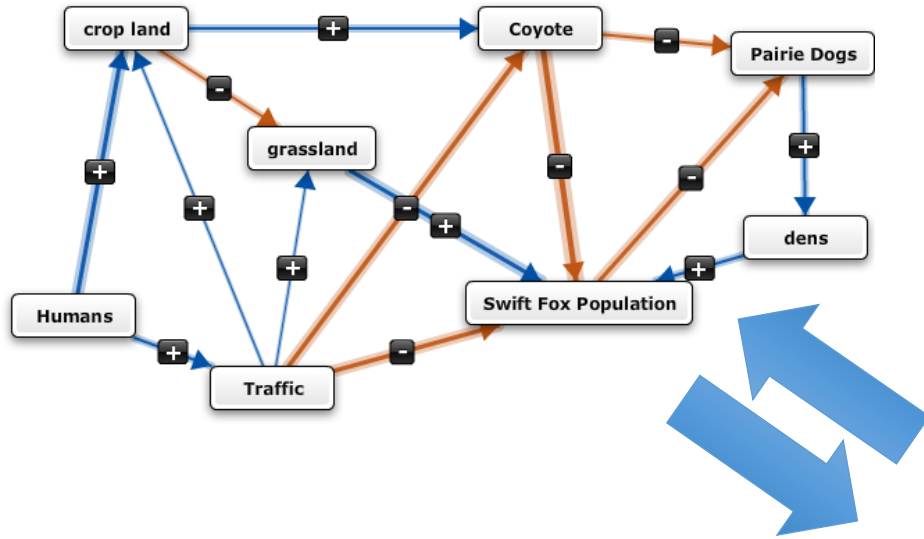 crop land
+
Coyote
-
Pairie Dogs
-
grassland
-
+
+
-
-
+
-
+
+
dens
+
Swift Fox Population
Humans
+
-
Traffic